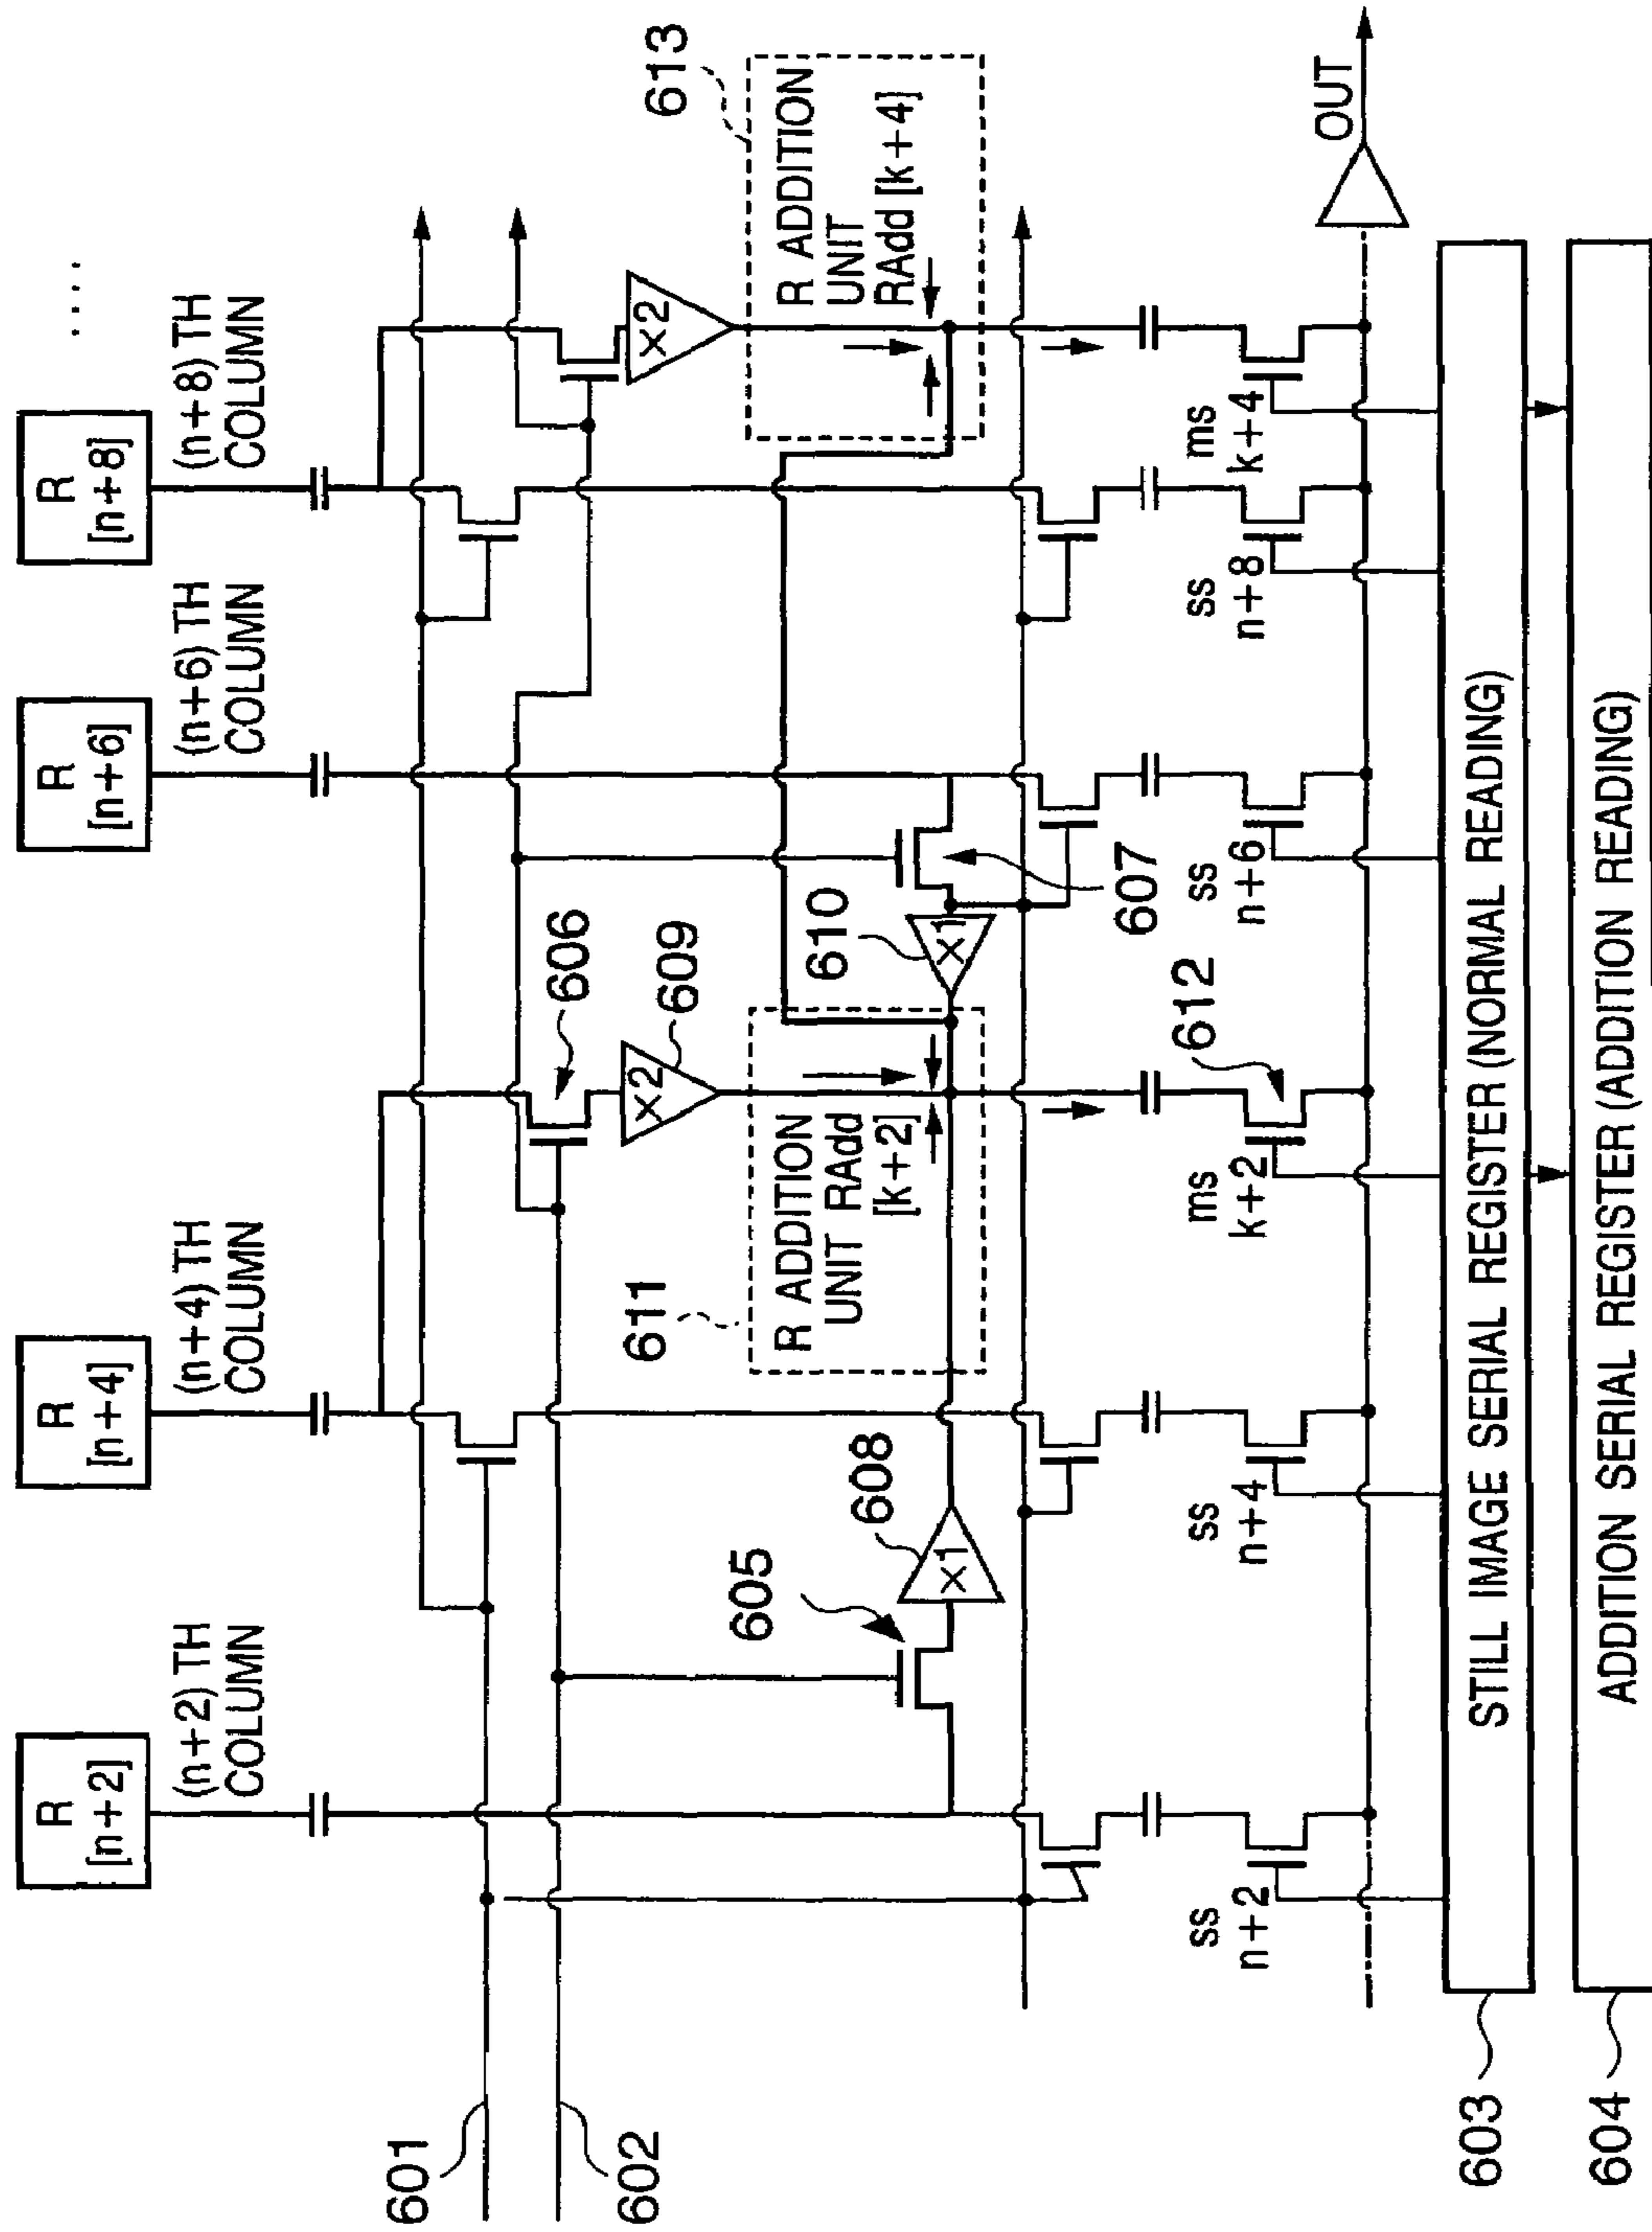 R
[n+2]
(n+2) TH
COLUMN
R
[n+4]
(n+4) TH
COLUMN
R
[n+6]
(n+6) TH
COLUMN
R
[n+8]
(n+8) TH
COLUMN
....
601
602
606
×2
609
×2
613
R ADDITION
UNIT
RAdd [k+4]
611
R ADDITION
UNIT RAdd
[k+2]
605
×1
608
610
×1
607
612
ss
n+2
ss
n+4
ms
k+2
ss
n+6
ss
n+8
ms
k+4
OUT
603
STILL IMAGE SERIAL REGISTER (NORMAL READING)
604
ADDITION SERIAL REGISTER (ADDITION READING)